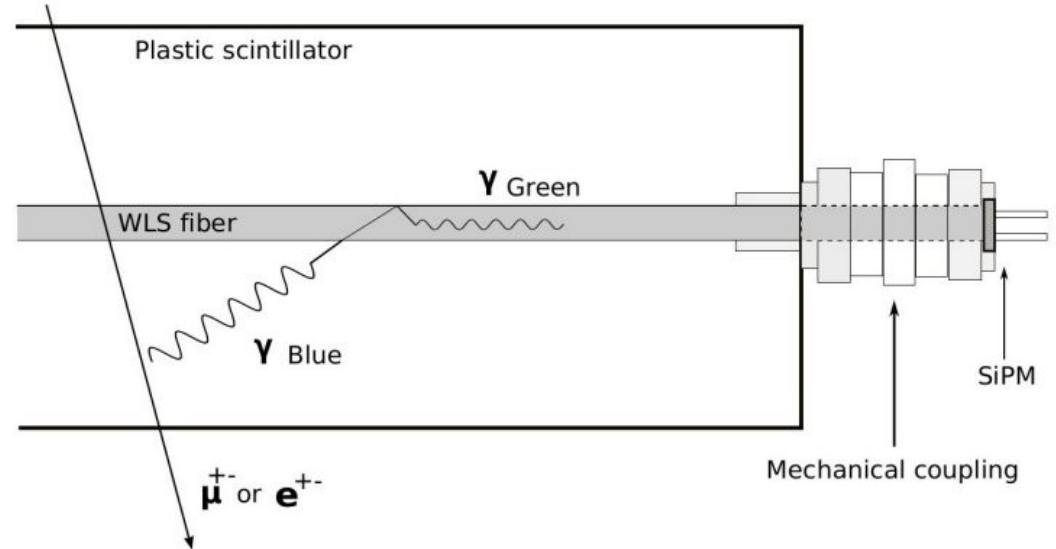 Plastic scintillator
γ Green
WLS fiber
γ Blue
SiPM
Mechanical coupling
μ+- or e+-